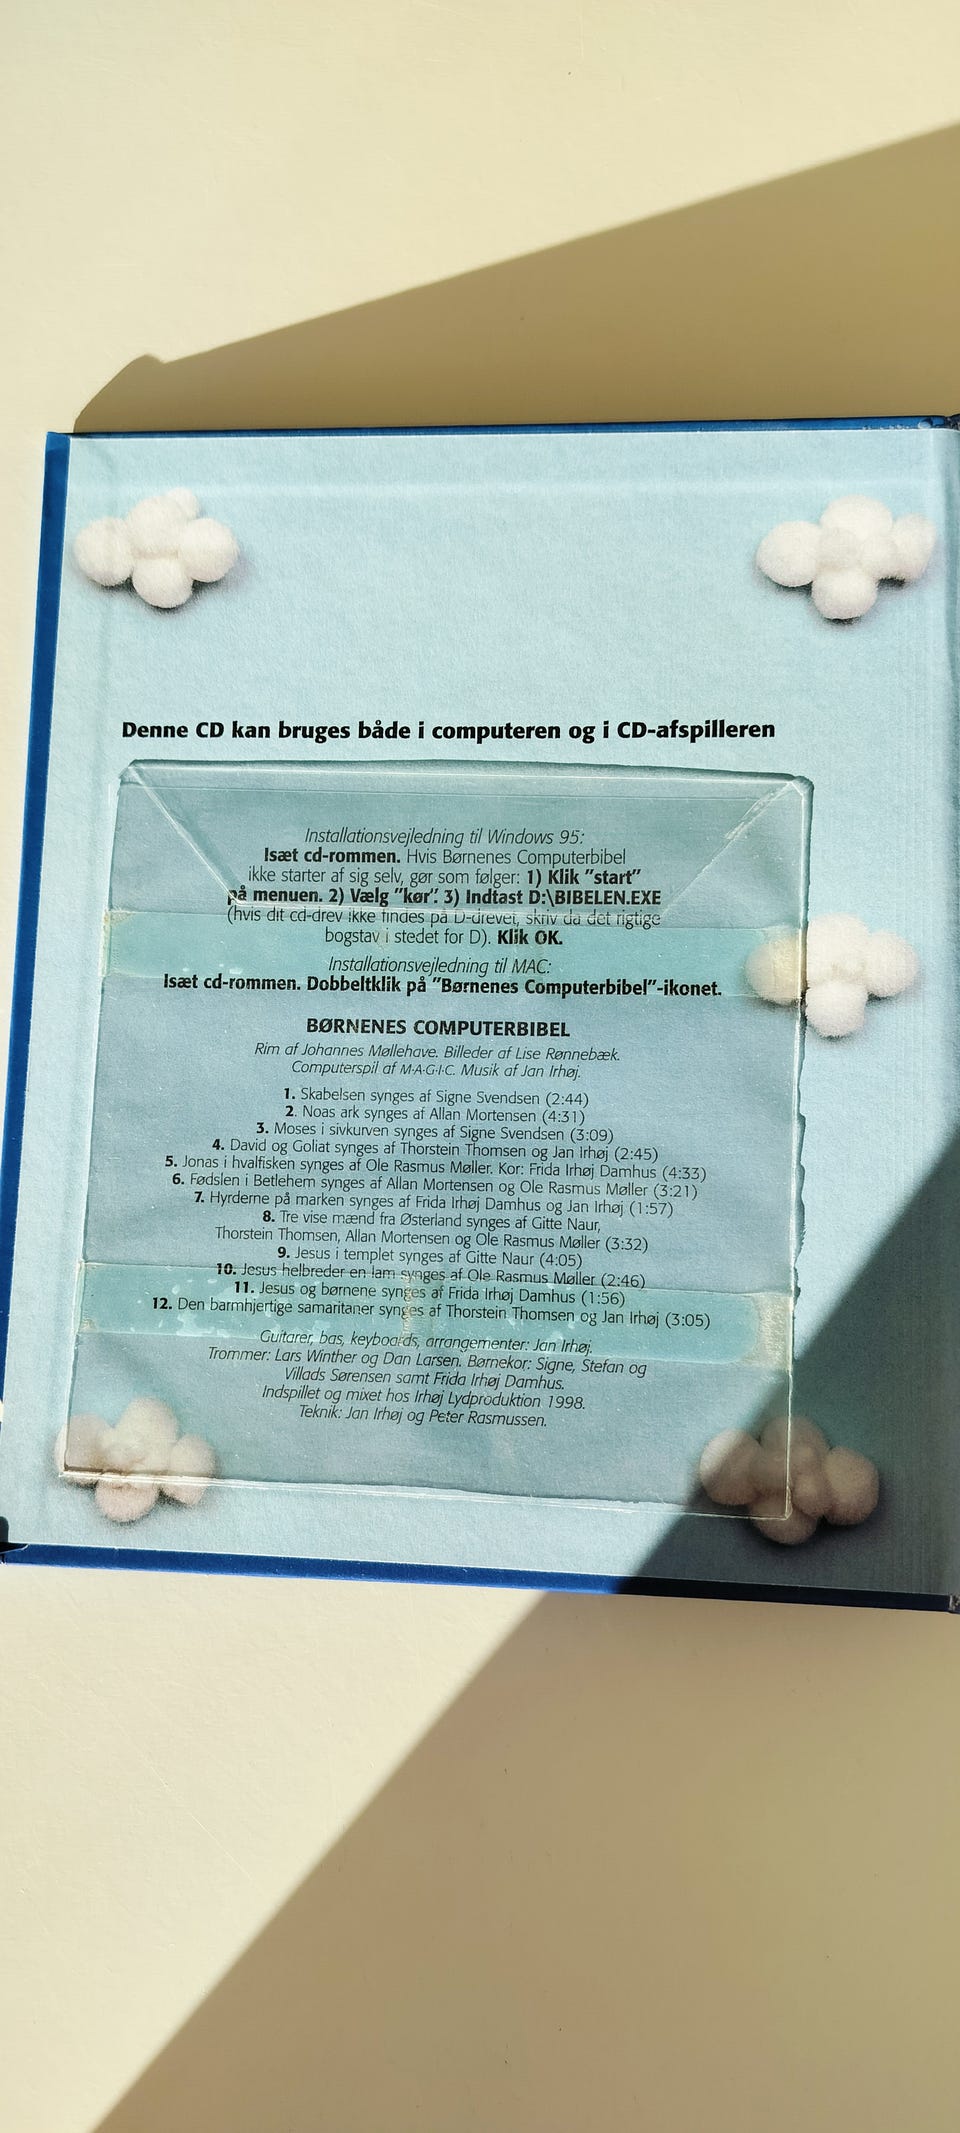 Denne CD kan bruges både i computeren og i CD-afspilleren
Installationsvejledning til Windows 95:
Isæt cd-rommen. Hvis Børnenes Computerbibel
ikke starter af sig selv, gør som følger: 1) Klik ”start”
på menuen. 2) Vælg ”kør”. 3) Indtast D:\BIBELEN.EXE
(hvis dit cd-drev ikke findes på D-drevet, skriv da det rigtige
bogstav i stedet for D). Klik OK.
Installationsvejledning til MAC:
Isæt cd-rommen. Dobbeltklik på ”Børnenes Computerbibel”-ikonet.
BØRNENES COMPUTERBIBEL
Rim af Johannes Møllehave. Billeder af Lise Rønnebæk.
Computerspil af M·A·G·I·C. Musik af Jan Irhøj.
1. Skabelsen synges af Signe Svendsen (2:44)
2. Noas ark synges af Allan Mortensen (4:31)
3. Moses i sivkurven synges af Signe Svendsen (3:09)
4. David og Goliat synges af Thorstein Thomsen og Jan Irhøj (2:45)
5. Jonas i hvalfisken synges af Ole Rasmus Møller. Kor: Frida Irhøj Damhus (4:33)
6. Fødslen i Betlehem synges af Allan Mortensen og Ole Rasmus Møller (3:21)
7. Hyrderne på marken synges af Frida Irhøj Damhus og Jan Irhøj (1:57)
8. Tre vise mænd fra Østerland synges af Gitte Naur,
Thorstein Thomsen, Allan Mortensen og Ole Rasmus Møller (3:32)
9. Jesus i templet synges af Gitte Naur (4:05)
10. Jesus helbreder en lam synges af Ole Rasmus Møller (2:46)
11. Jesus og børnene synges af Frida Irhøj Damhus (1:56)
12. Den barmhjertige samaritaner synges af Thorstein Thomsen og Jan Irhøj (3:05)
Guitarer, bas, keyboards, arrangementer: Jan Irhøj.
Trommer: Lars Winther og Dan Larsen. Børnekor: Signe, Stefan og
Villads Sørensen samt Frida Irhøj Damhus.
Indspillet og mixet hos Irhøj Lydproduktion 1998.
Teknik: Jan Irhøj og Peter Rasmussen.